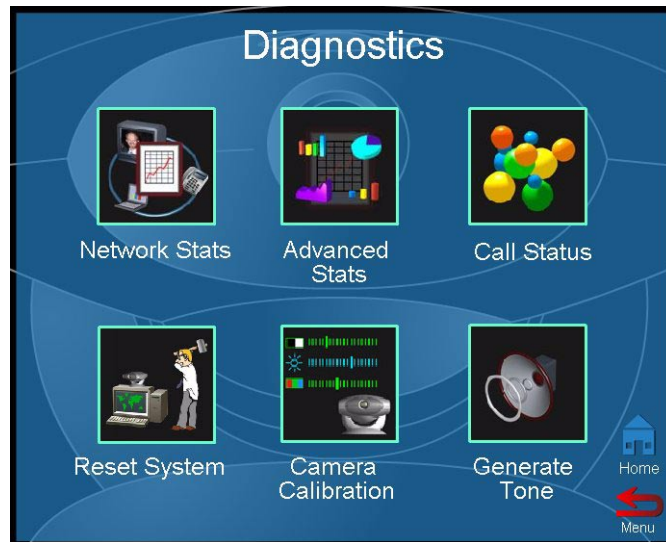 Diagnostics
Network Stats
Advanced
Stats
Call Status
Reset System
Camera
Calibration
Generate
Tone
Home
Menu